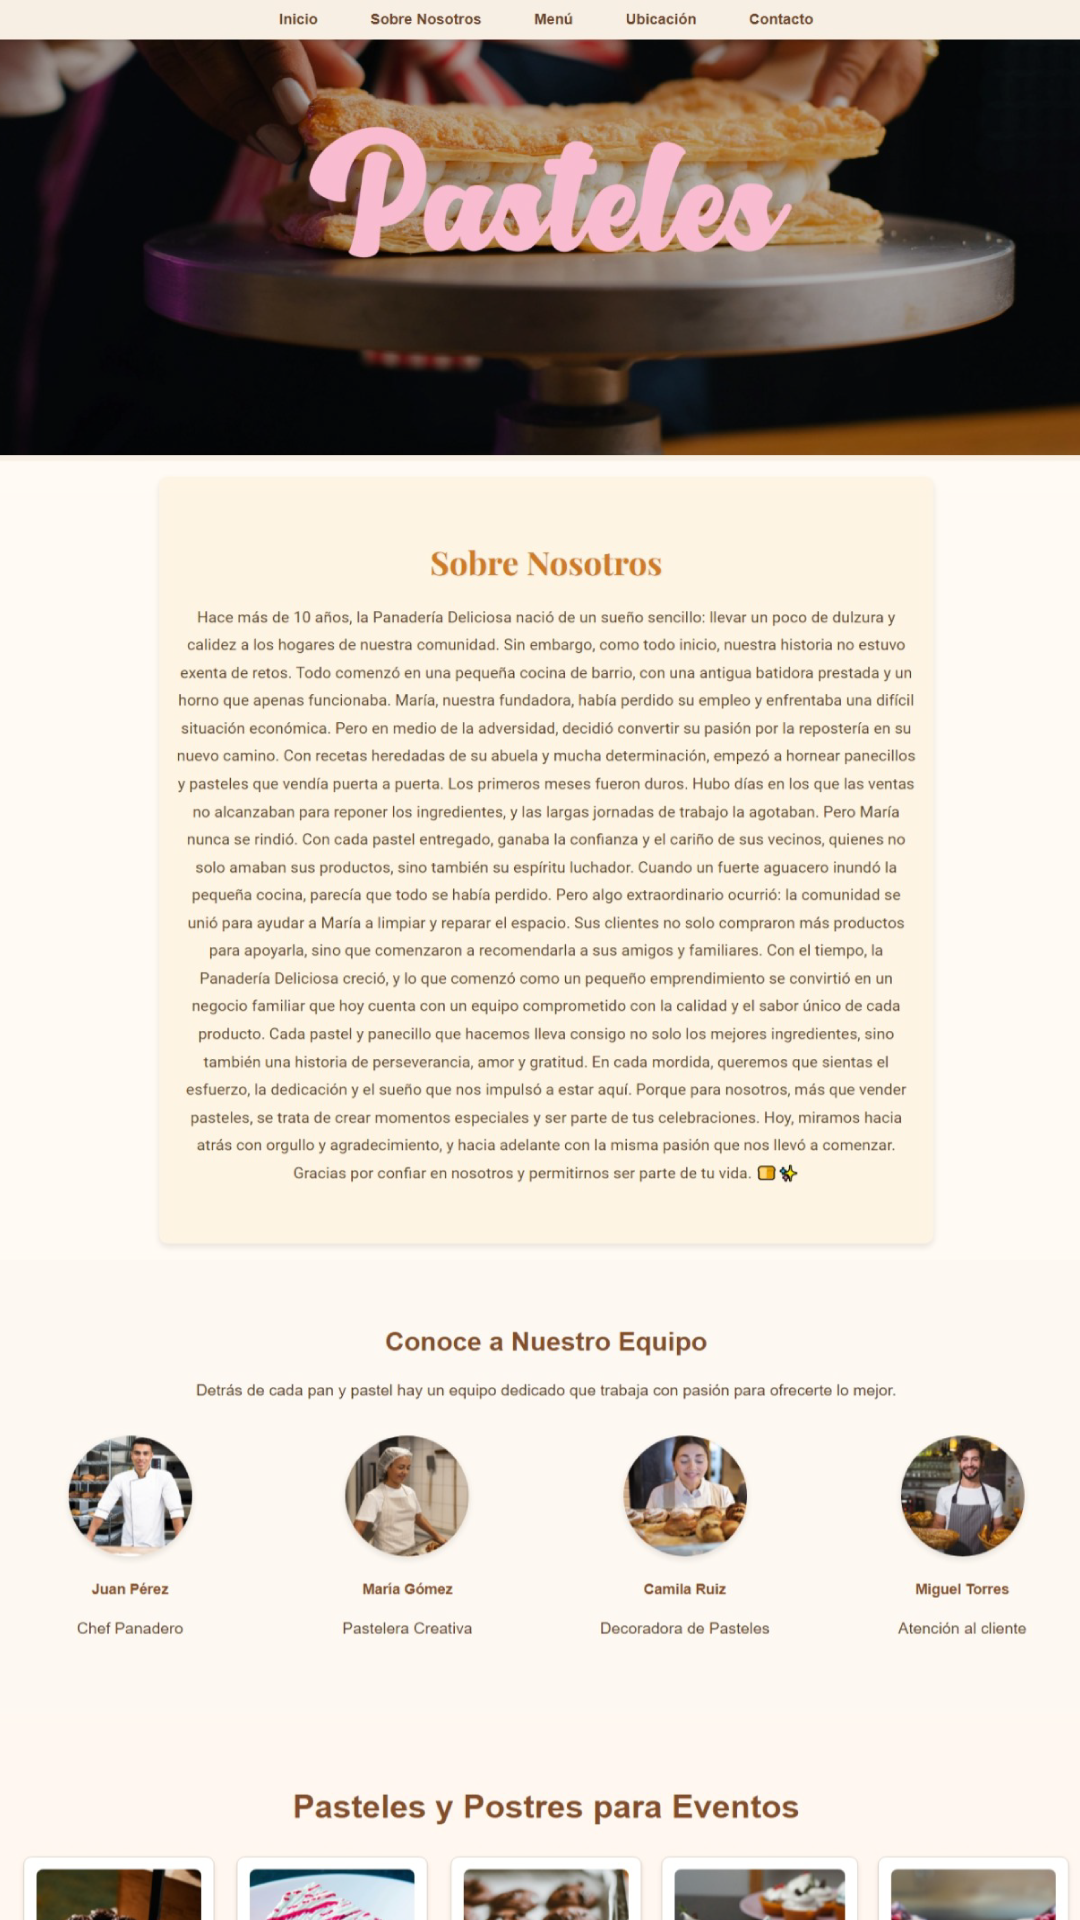 Inicio Sobre Nosotros Menú Ubicación Contacto
Pasteles
Sobre Nosotros
Hace más de 10 años, la Panadería Deliciosa nació de un sueño sencillo: llevar un poco de dulzura y
calidez a los hogares de nuestra comunidad. Sin embargo, como todo inicio, nuestra historia no estuvo
exenta de retos. Todo comenzó en una pequeña cocina de barrio, con una antigua batidora prestada y un
horno que apenas funcionaba. María, nuestra fundadora, había perdido su empleo y enfrentaba una difícil
situación económica. Pero en medio de la adversidad, decidió convertir su pasión por la repostería en su
nuevo camino. Con recetas heredadas de su abuela y mucha determinación, empezó a hornear panecillos
y pasteles que vendía puerta a puerta. Los primeros meses fueron duros. Hubo días en los que las ventas
no alcanzaban para reponer los ingredientes, y las largas jornadas de trabajo la agotaban. Pero María
nunca se rindió. Con cada pastel entregado, ganaba la confianza y el cariño de sus vecinos, quienes no
solo amaban sus productos, sino también su espíritu luchador. Cuando un fuerte aguacero inundó la
pequeña cocina, parecía que todo se había perdido. Pero algo extraordinario ocurrió: la comunidad se
unió para ayudar a María a limpiar y reparar el espacio. Sus clientes no solo compraron más productos
para apoyarla, sino que comenzaron a recomendarla a sus amigos y familiares. Con el tiempo, la
Panadería Deliciosa creció, y lo que comenzó como un pequeño emprendimiento se convirtió en un
negocio familiar que hoy cuenta con un equipo comprometido con la calidad y el sabor único de cada
producto. Cada pastel y panecillo que hacemos lleva consigo no solo los mejores ingredientes, sino
también una historia de perseverancia, amor y gratitud. En cada mordida, queremos que sientas el
esfuerzo, la dedicación y el sueño que nos impulsó a estar aquí. Porque para nosotros, más que vender
pasteles, se trata de crear momentos especiales y ser parte de tus celebraciones. Hoy, miramos hacia
atrás con orgullo y agradecimiento, y hacia adelante con la misma pasión que nos llevó a comenzar.
Gracias por confiar en nosotros y permitirnos ser parte de tu vida. 🍞✨
Conoce a Nuestro Equipo
Detrás de cada pan y pastel hay un equipo dedicado que trabaja con pasión para ofrecerte lo mejor.
Juan Pérez María Gómez Camila Ruiz Miguel Torres
Chef Panadero Pastelera Creativa Decoradora de Pasteles Atención al cliente
Pasteles y Postres para Eventos